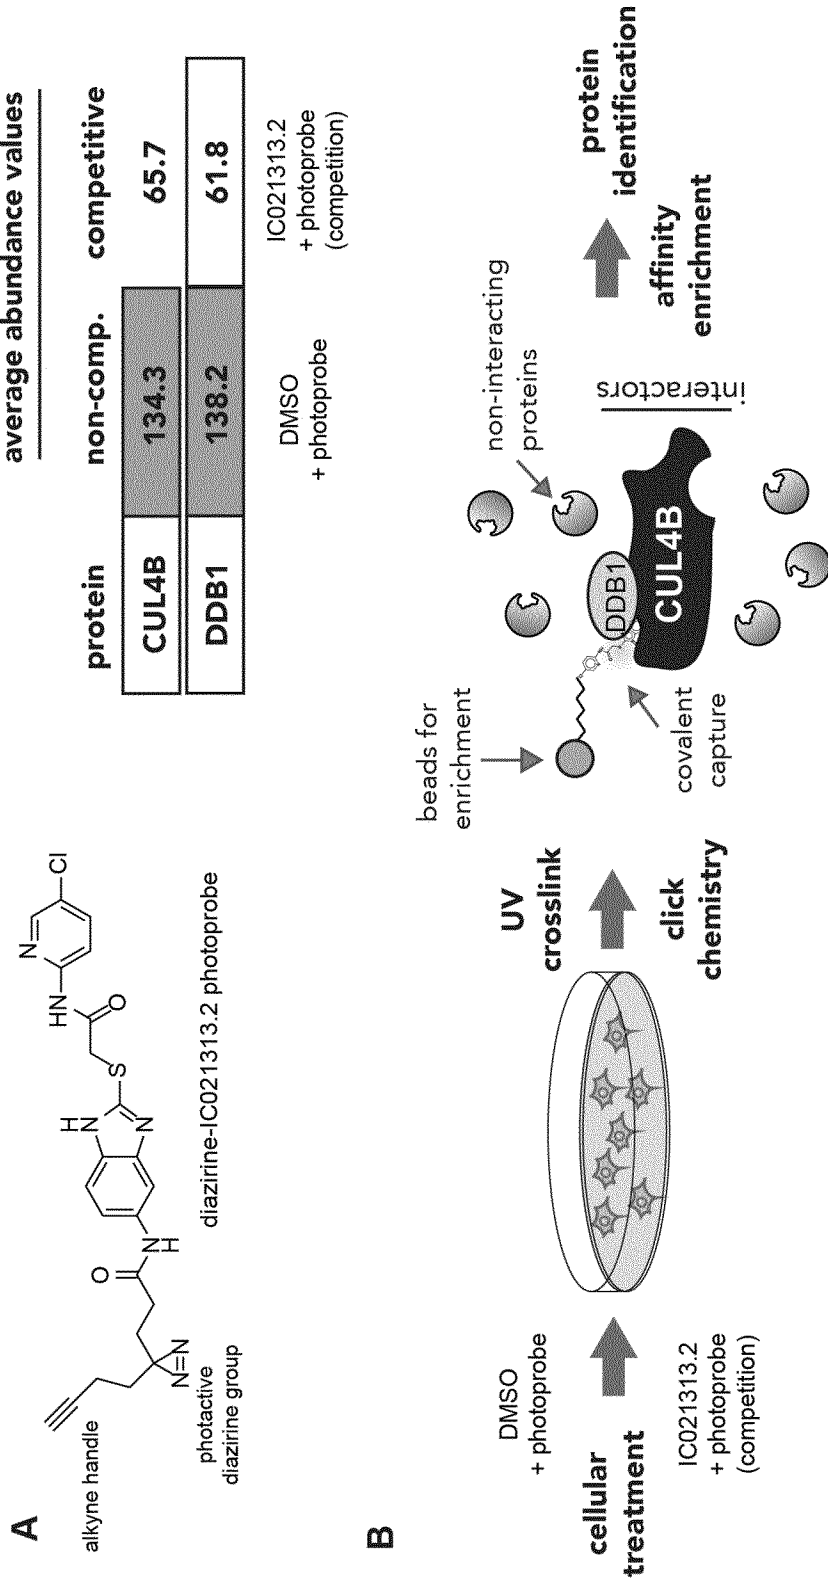 A
alkyne handle
photactive
diazirine group
O
N
H
N=N
H
N
N
S
O
HN
N
Cl
diazirine-IC021313.2 photoprobe
average abundance values
protein non-comp. competitive
CUL4B 134.3 65.7
DDB1 138.2 61.8
DMSO
+ photoprobe
IC021313.2
+ photoprobe
(competition)
B
cellular
treatment
DMSO
+ photoprobe
IC021313.2
+ photoprobe
(competition)
UV
crosslink
click
chemistry
beads for
enrichment
covalent
capture
DDB1
CUL4B
non-interacting
proteins
interactors
affinity
enrichment
protein
identification